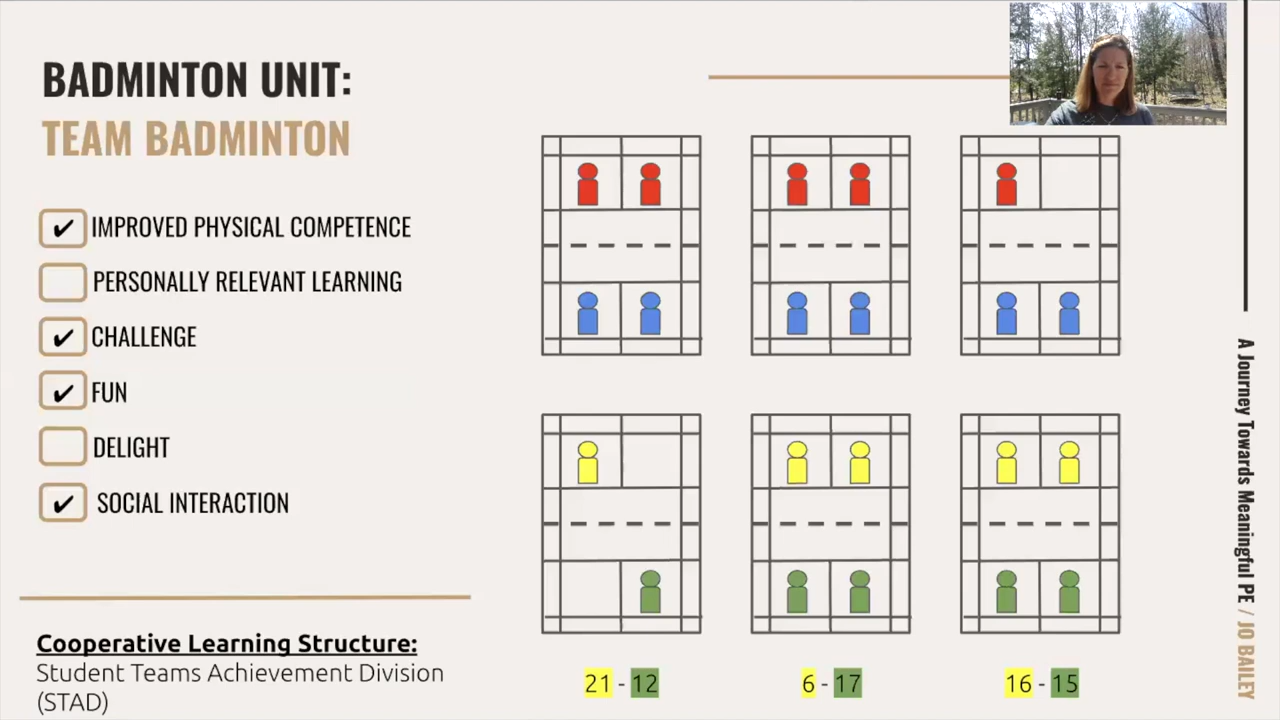 BADMINTON UNIT:
TEAM BADMINTON
✔ IMPROVED PHYSICAL COMPETENCE
PERSONALLY RELEVANT LEARNING
✔ CHALLENGE
✔ FUN
DELIGHT
✔ SOCIAL INTERACTION
Cooperative Learning Structure:
Student Teams Achievement Division
(STAD)
21 - 12
6 - 17
16 - 15
A Journey Towards Meaningful PE / JO BAILEY